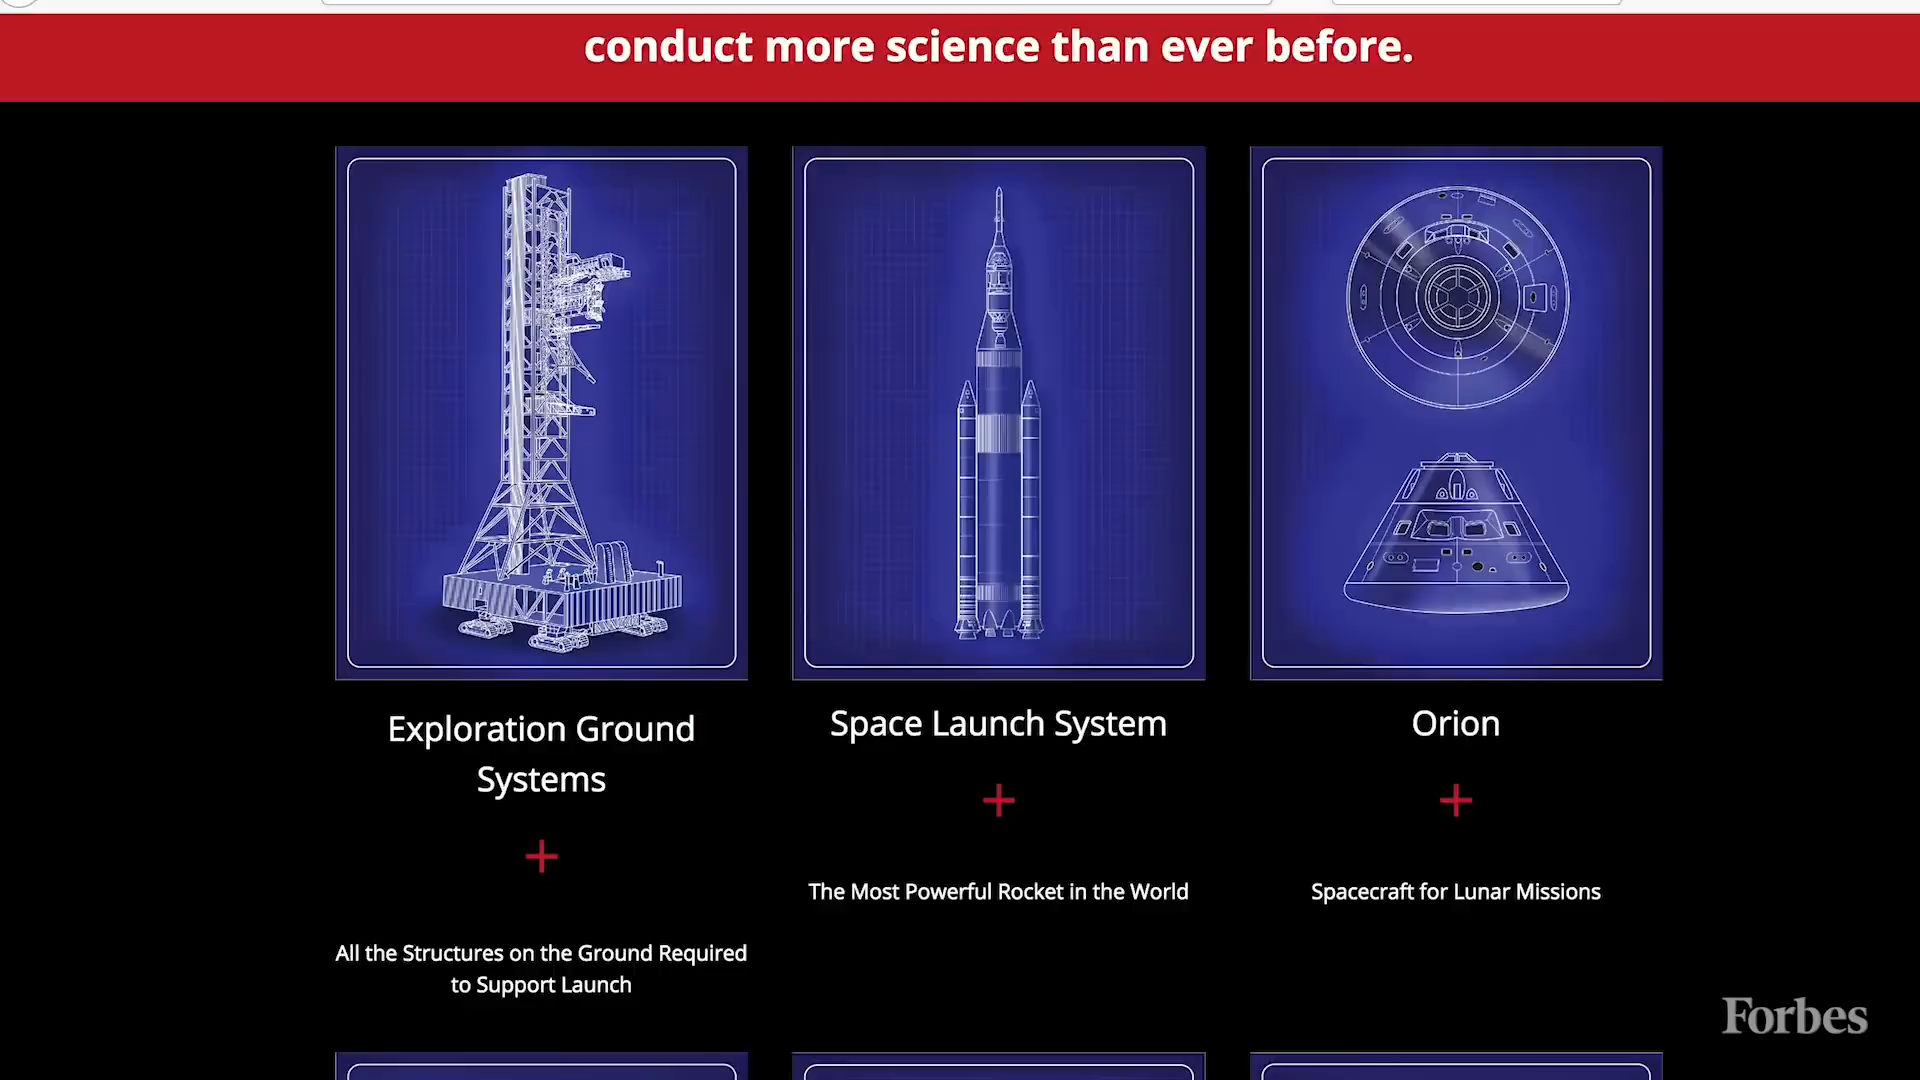 conduct more science than ever before.
Exploration Ground
Systems
+
All the Structures on the Ground Required
to Support Launch
Space Launch System
+
The Most Powerful Rocket in the World
Orion
+
Spacecraft for Lunar Missions
Forbes